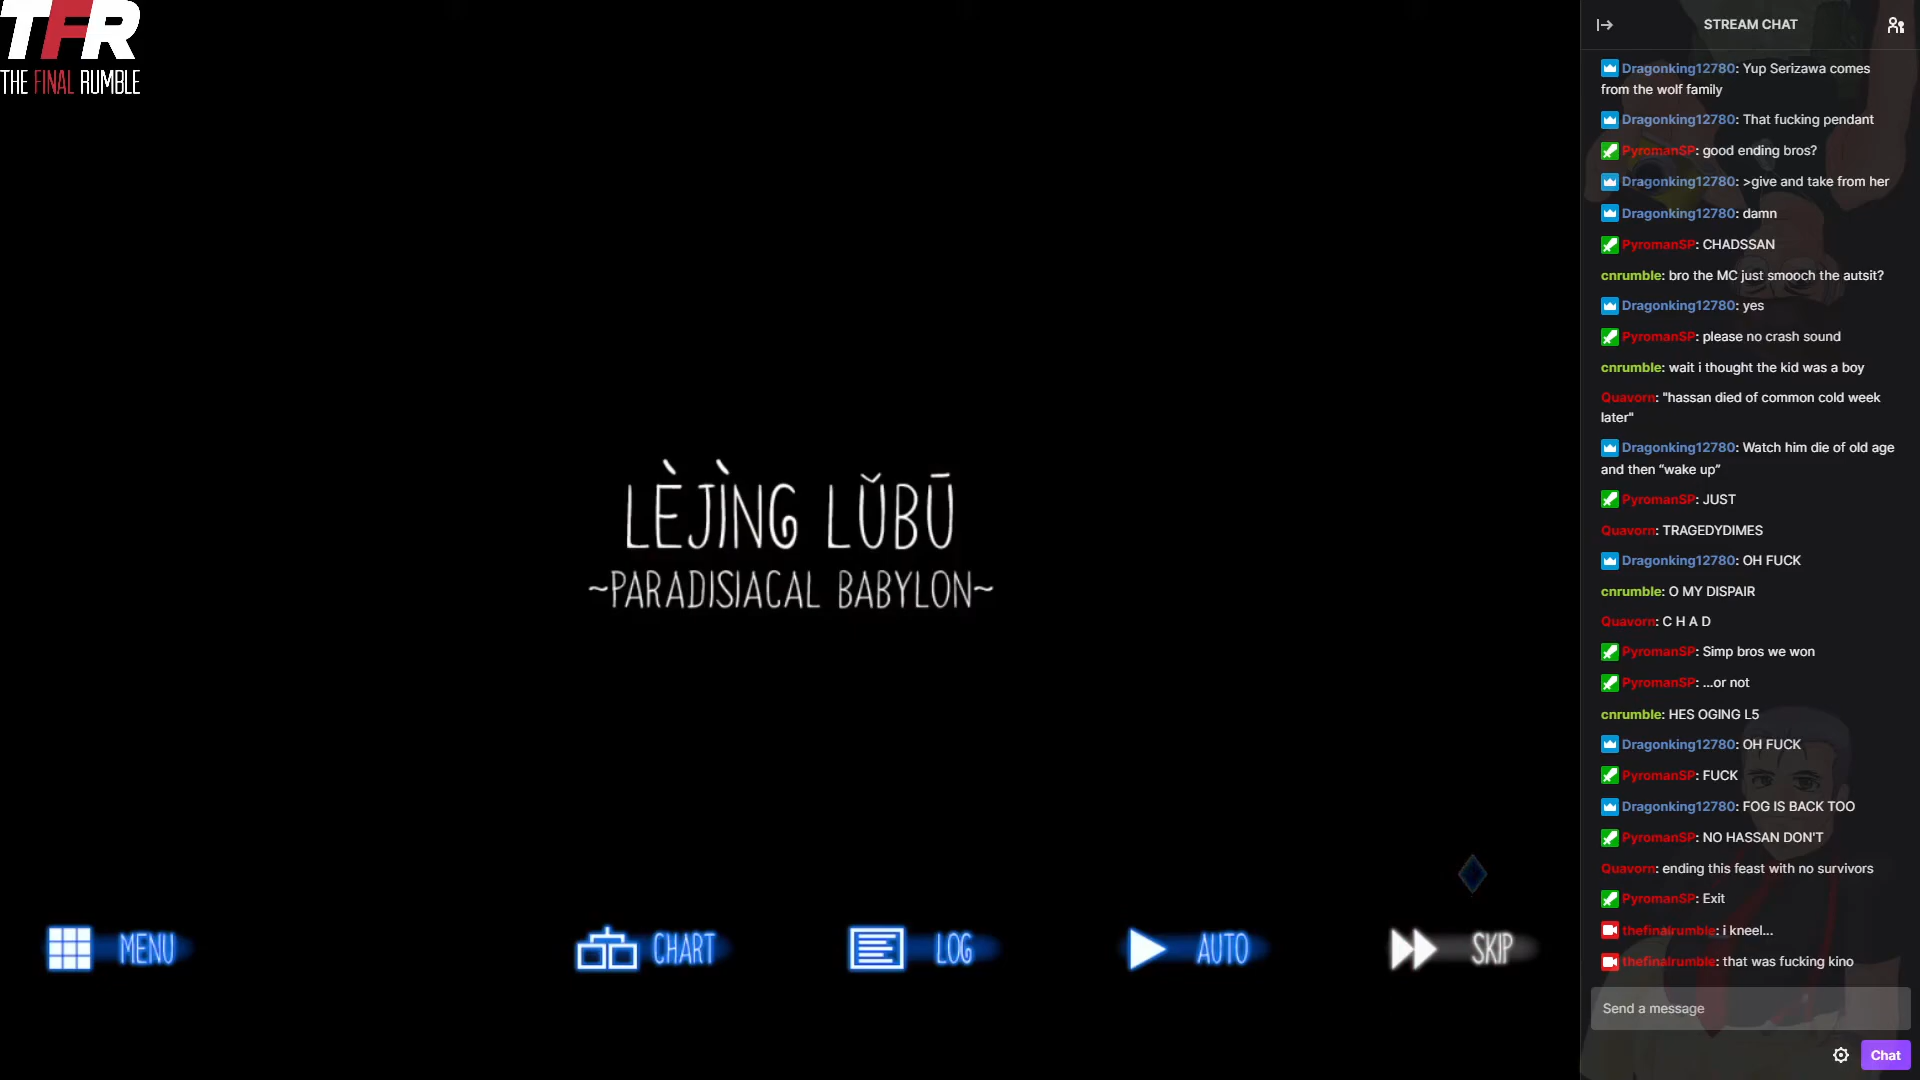 TFR
THE FINAL RUMBLE
LÈJÌNG LǓBŪ
~PARADISIACAL BABYLON~
MENU
CHART
LOG
AUTO
SKIP
STREAM CHAT
Dragonking12780: Yup Serizawa comes
from the wolf family
Dragonking12780: That fucking pendant
PyromanSP: good ending bros?
Dragonking12780: >give and take from her
Dragonking12780: damn
PyromanSP: CHADSSAN
cnrumble: bro the MC just smooch the autsit?
Dragonking12780: yes
PyromanSP: please no crash sound
cnrumble: wait i thought the kid was a boy
Quavorn: "hassan died of common cold week
later"
Dragonking12780: Watch him die of old age
and then “wake up”
PyromanSP: JUST
Quavorn: TRAGEDYDIMES
Dragonking12780: OH FUCK
cnrumble: O MY DISPAIR
Quavorn: C H A D
PyromanSP: Simp bros we won
PyromanSP: ...or not
cnrumble: HES OGING L5
Dragonking12780: OH FUCK
PyromanSP: FUCK
Dragonking12780: FOG IS BACK TOO
PyromanSP: NO HASSAN DON'T
Quavorn: ending this feast with no survivors
PyromanSP: Exit
thefinalrumble: i kneel...
thefinalrumble: that was fucking kino
Send a message
Chat